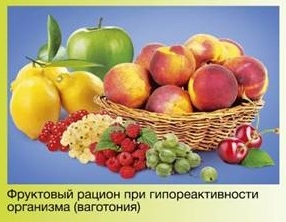 Фруктовый рацион при гипореактивности
организма (ваготония)